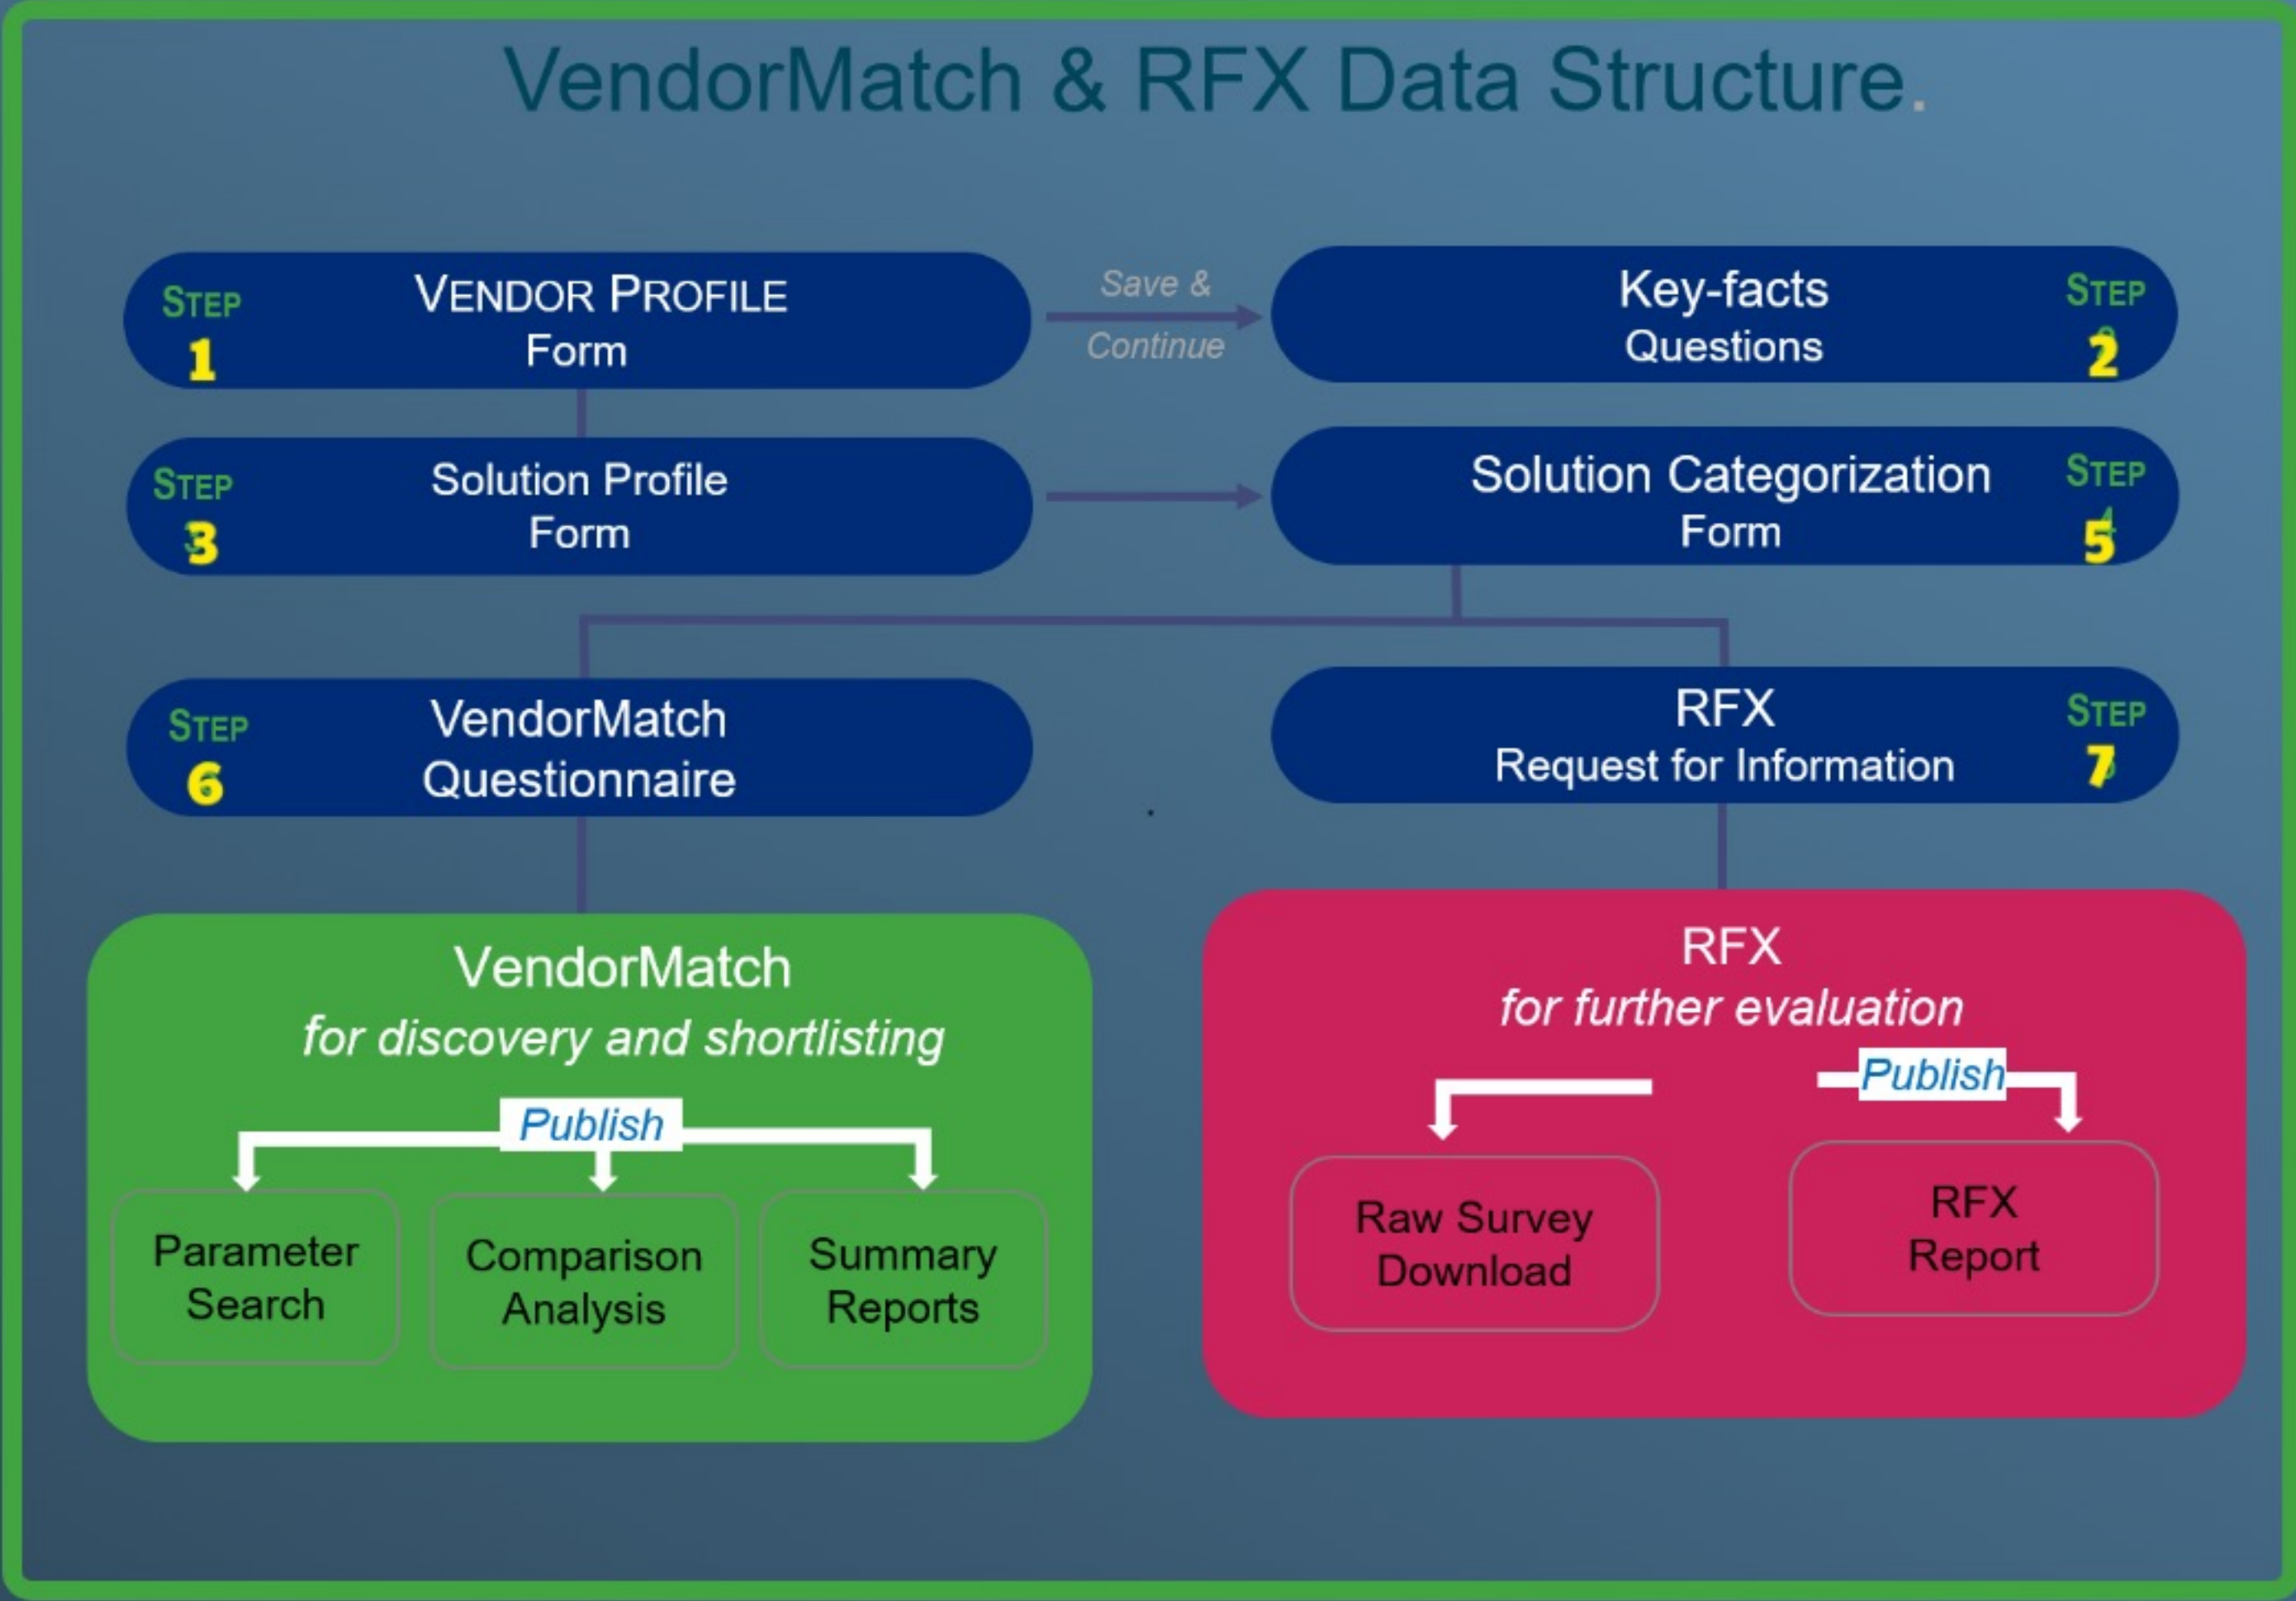 VendorMatch & RFX Data Structure.
STEP
1
VENDOR PROFILE
Form
Save &
Continue
Key-facts
Questions
STEP
2
STEP
3
Solution Profile
Form
Solution Categorization
Form
STEP
5
STEP
6
VendorMatch
Questionnaire
RFX
Request for Information
STEP
7
VendorMatch
for discovery and shortlisting
Publish
Parameter
Search
Comparison
Analysis
Summary
Reports
RFX
for further evaluation
Publish
Raw Survey
Download
RFX
Report